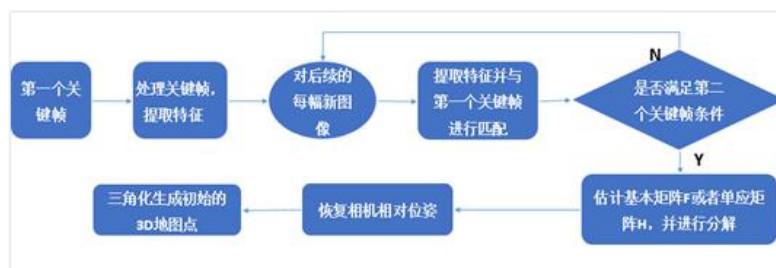 第一个关
键帧
处理关键帧,
提取特征
对后续的
每幅新图
像
提取特征并与
第一个关键帧
进行匹配
N
是否满足第二
个关键帧条件
Y
估计基本矩阵F或者单应矩
阵H，并进行分解
恢复相机相对位姿
三角化生成初始的
3D地图点